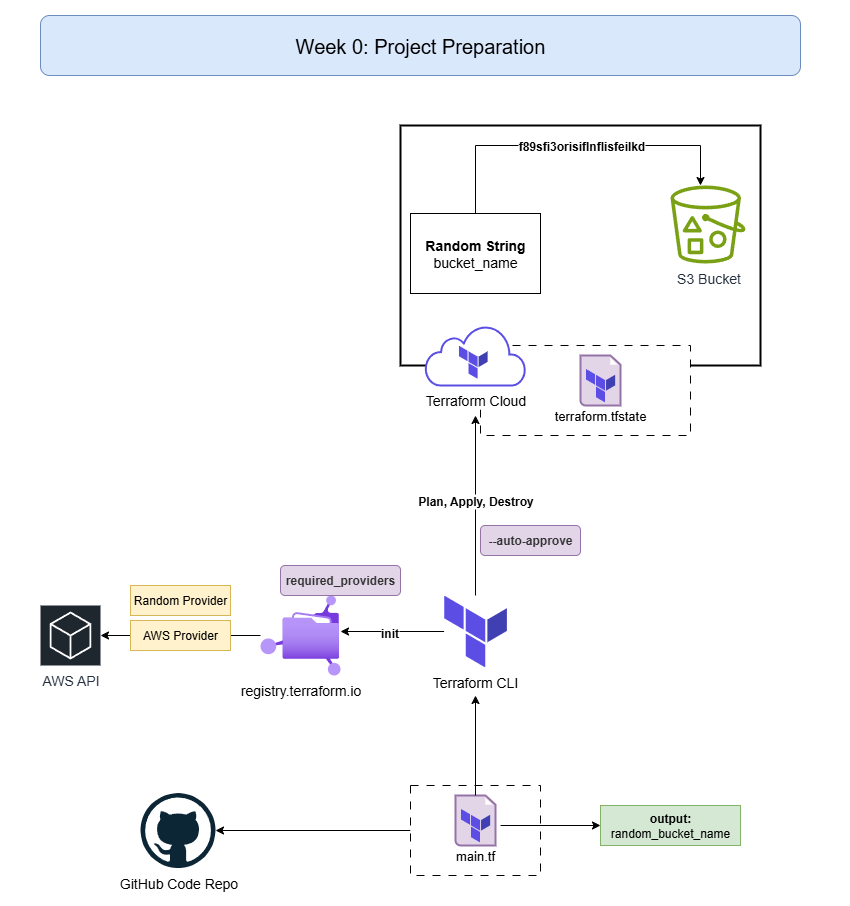 Week 0: Project Preparation
f89sfi3orisiflnflisfeilkd
Random String
bucket_name
S3 Bucket
Terraform Cloud
terraform.tfstate
Plan, Apply, Destroy
--auto-approve
required_providers
Random Provider
AWS Provider
init
AWS API
registry.terraform.io
Terraform CLI
output:
random_bucket_name
main.tf
GitHub Code Repo